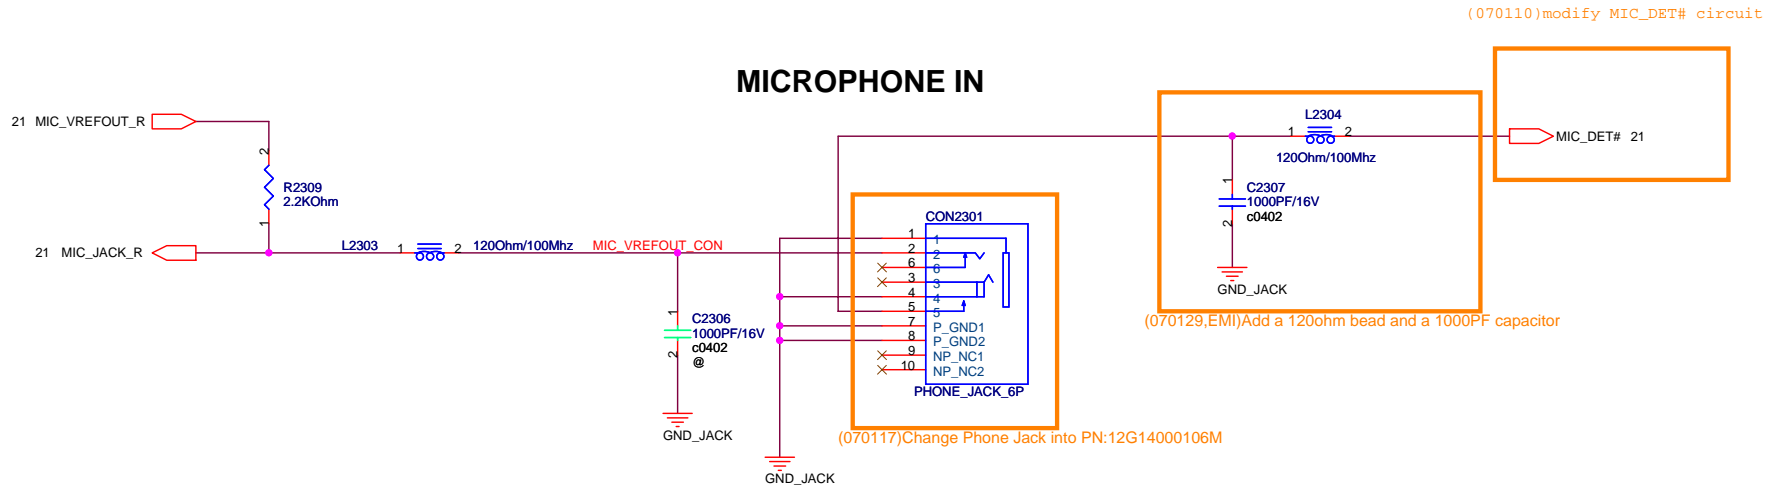 (070110)modify MIC_DET# circuit
MICROPHONE IN
21 MIC_VREFOUT_R
2
R2309
2.2KOhm
1
21 MIC_JACK_R
L2303
1
2
120Ohm/100Mhz
MIC_VREFOUT_CON
1
C2306
1000PF/16V
c0402
@
2
GND_JACK
GND_JACK
CON2301
1 1
2 2
6 6
3 3
4 4
5 5
7 P_GND1
8 P_GND2
9 NP_NC1
10 NP_NC2
PHONE_JACK_6P
(070117)Change Phone Jack into PN:12G14000106M
L2304
1
2
120Ohm/100Mhz
1
C2307
1000PF/16V
c0402
2
GND_JACK
(070129,EMI)Add a 120ohm bead and a 1000PF capacitor
MIC_DET# 21